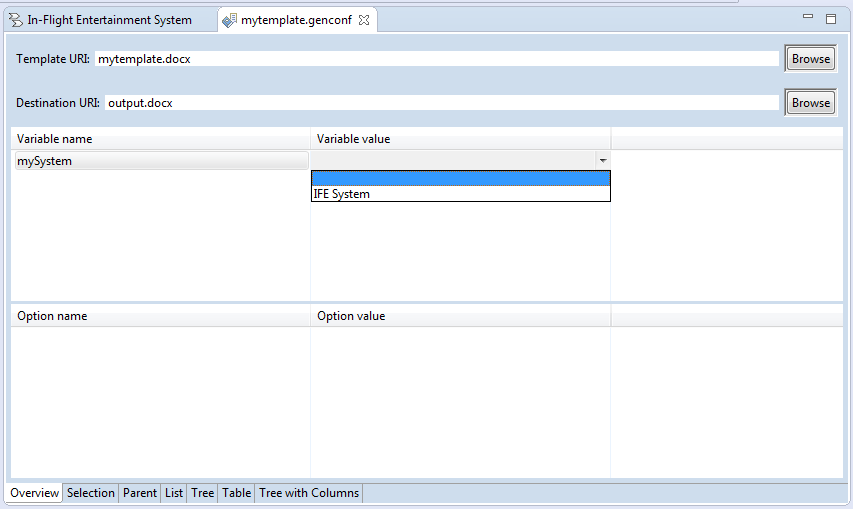 In-Flight Entertainment System mytemplate.genconf
Template URI: mytemplate.docx Browse
Destination URI: output.docx Browse
Variable name Variable value
mySystem
IFE System
Option name Option value
Overview Selection Parent List Tree Table Tree with Columns